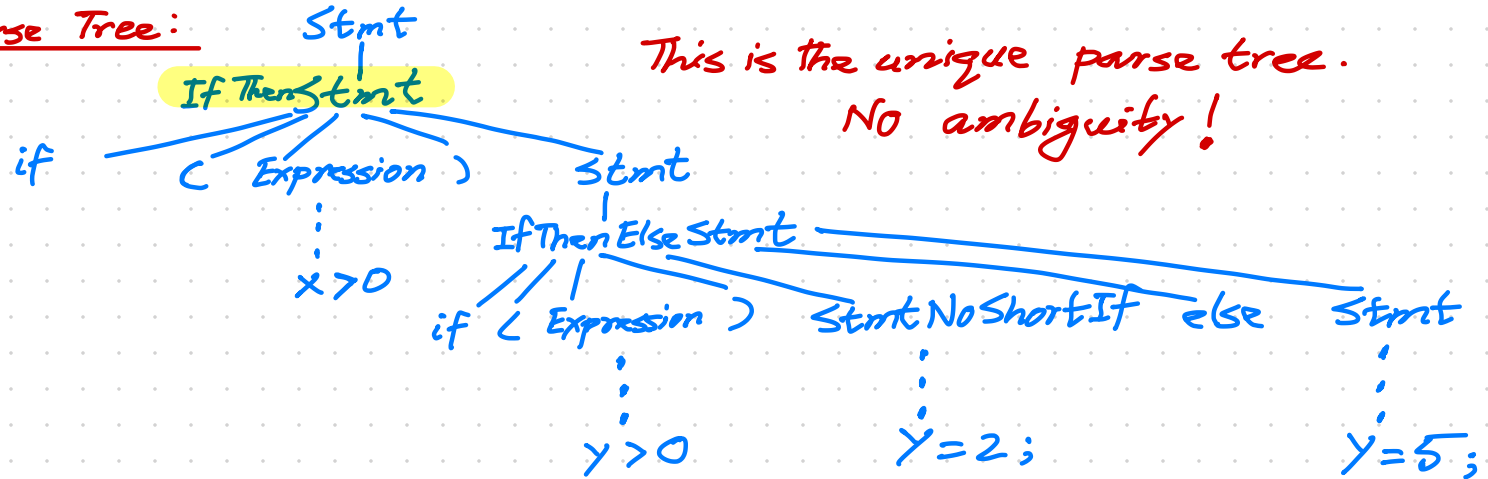 se Tree:
Stmt
This is the unique parse tree.
IfThenStmt
No ambiguity!
if ( Expression ) Stmt
IfThenElseStmt
x>0
if ( Expression ) StmtNoShortIf else Stmt
y>0 y=2; y=5;